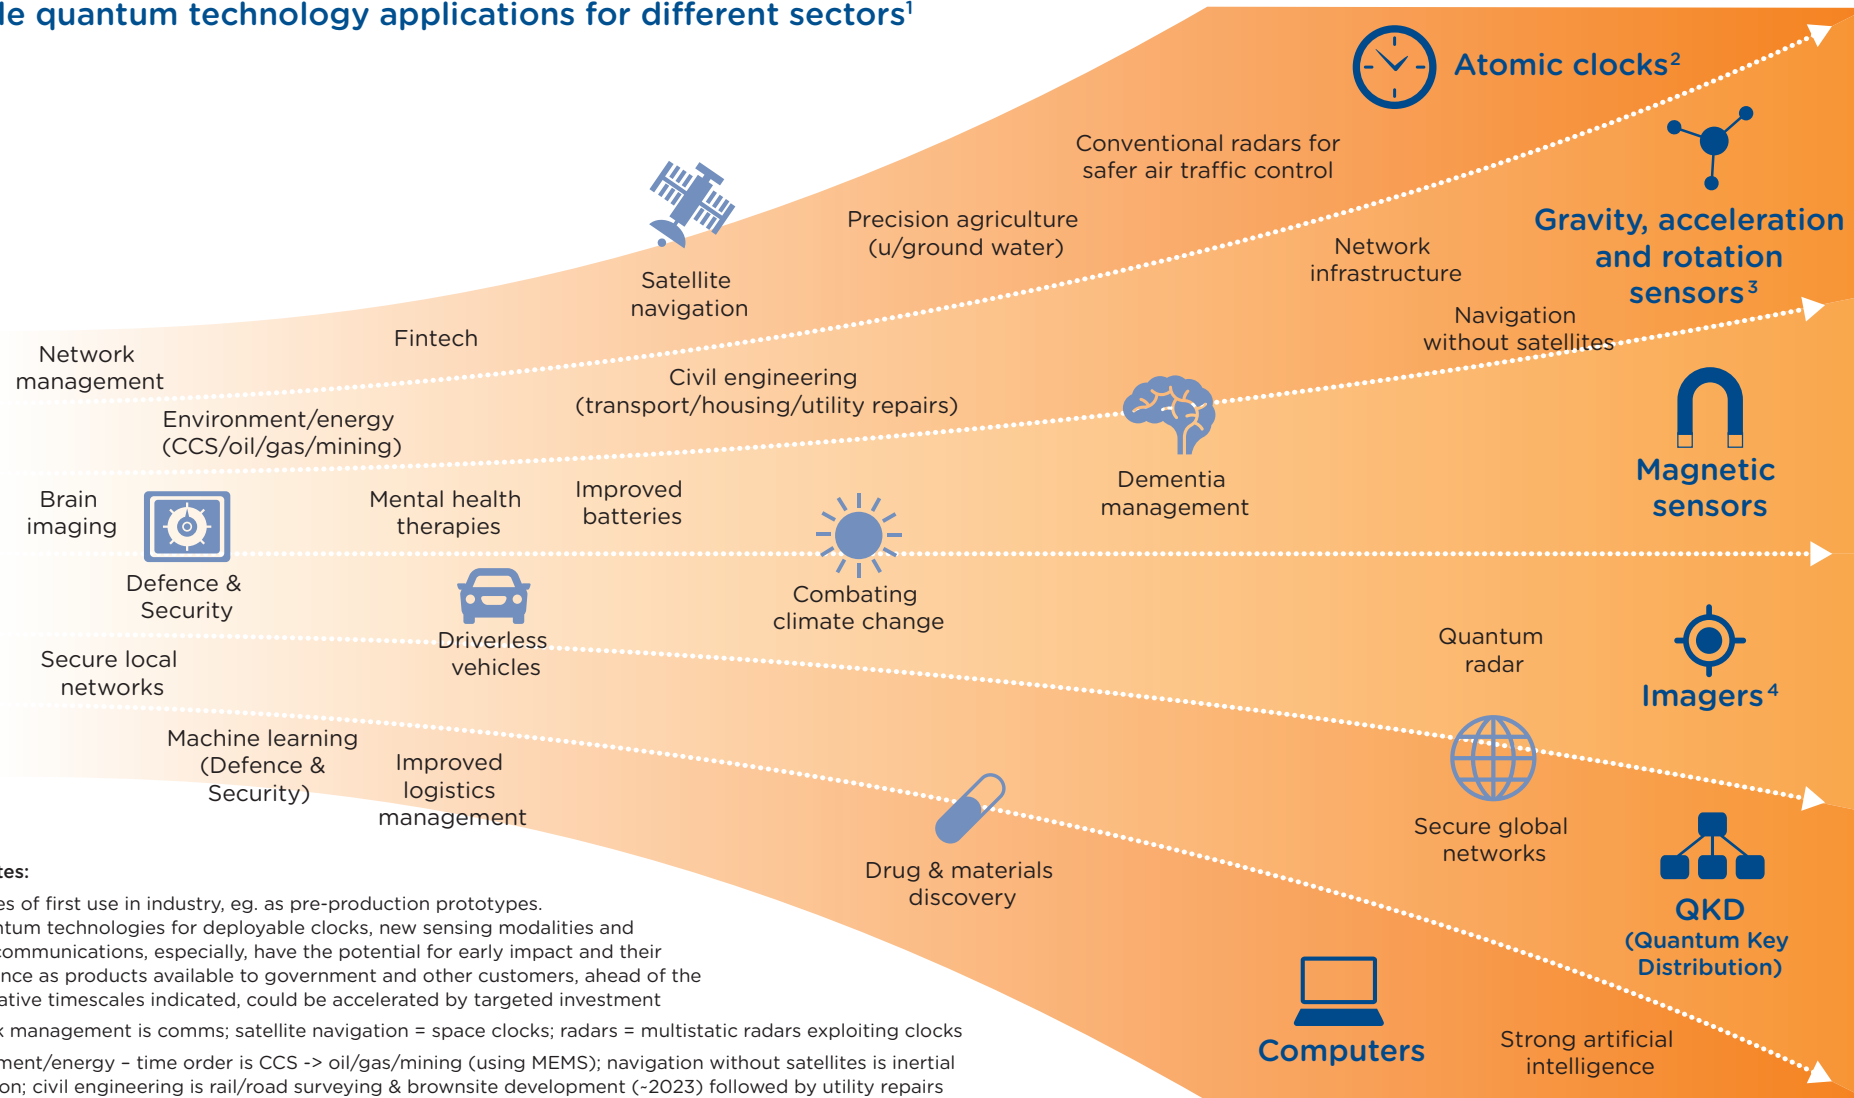 quantum technology applications for different sectors¹
Atomic clocks²
Conventional radars for
safer air traffic control
Precision agriculture
(u/ground water)
Gravity, acceleration
and rotation
sensors³
Network
infrastructure
Satellite
navigation
Navigation
without satellites
Fintech
Network
management
Civil engineering
(transport/housing/utility repairs)
Environment/energy
(CCS/oil/gas/mining)
Magnetic
sensors
Dementia
management
Brain
imaging
Mental health
therapies
Improved
batteries
Defence &
Security
Combating
climate change
Driverless
vehicles
Quantum
radar
Imagers⁴
Secure local
networks
Machine learning
(Defence &
Security)
Improved
logistics
management
Secure global
networks
Drug & materials
discovery
QKD
(Quantum Key
Distribution)
Computers
Strong artificial
intelligence
of first use in industry, eg. as pre-production prototypes.
technologies for deployable clocks, new sensing modalities and
communications, especially, have the potential for early impact and their
as products available to government and other customers, ahead of the
timescales indicated, could be accelerated by targeted investment
management is comms; satellite navigation = space clocks; radars = multistatic radars exploiting clocks
– time order is CCS -> oil/gas/mining (using MEMS); navigation without satellites is inertial
civil engineering is rail/road surveying & brownsite development (~2023) followed by utility repairs